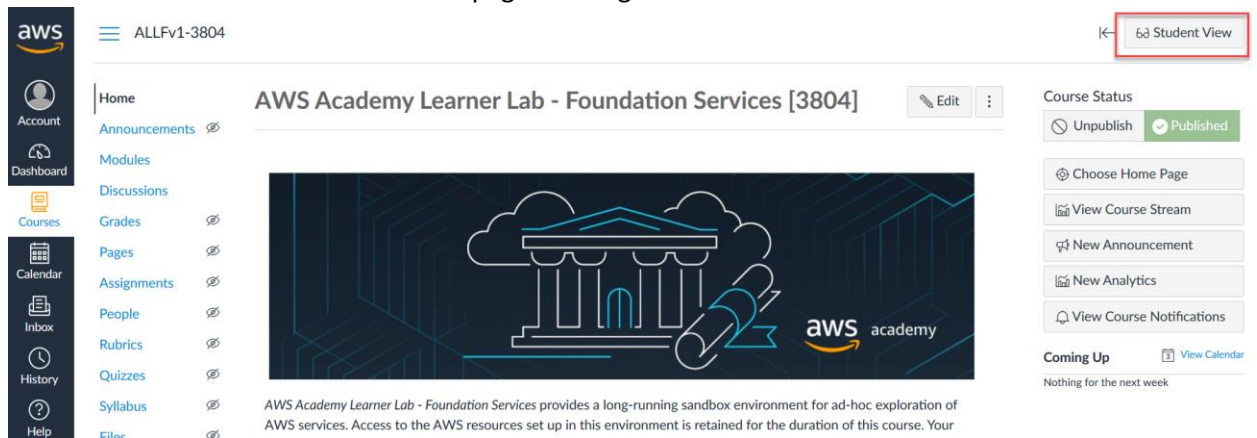 aws
ALLFv1-3804
Student View
Account
Dashboard
Courses
Calendar
Inbox
History
Help
Home
Announcements
Modules
Discussions
Grades
Pages
Assignments
People
Rubrics
Quizzes
Syllabus
Files
AWS Academy Learner Lab - Foundation Services [3804]
Edit
aws academy
AWS Academy Learner Lab - Foundation Services provides a long-running sandbox environment for ad-hoc exploration of
AWS services. Access to the AWS resources set up in this environment is retained for the duration of this course. Your
Course Status
Unpublish
Published
Choose Home Page
View Course Stream
New Announcement
New Analytics
View Course Notifications
Coming Up
View Calendar
Nothing for the next week